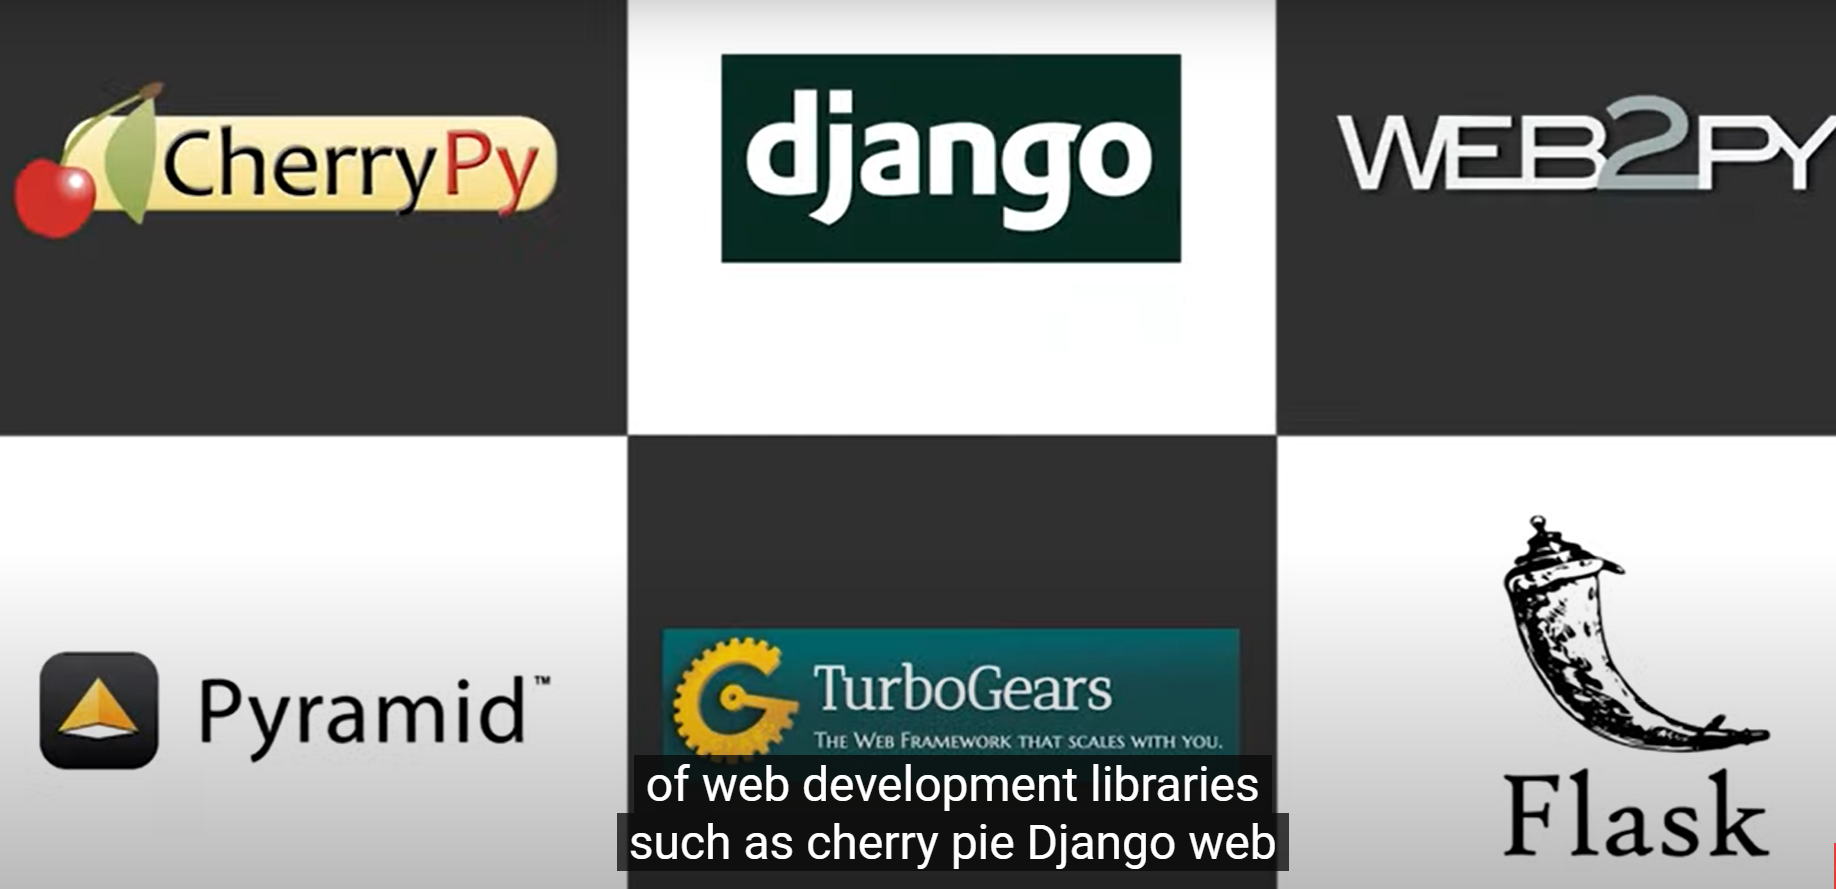 CherryPy
django
WEB2PY
Pyramid™
TurboGears
THE WEB FRAMEWORK THAT SCALES WITH YOU.
Flask
of web development libraries
such as cherry pie Django web